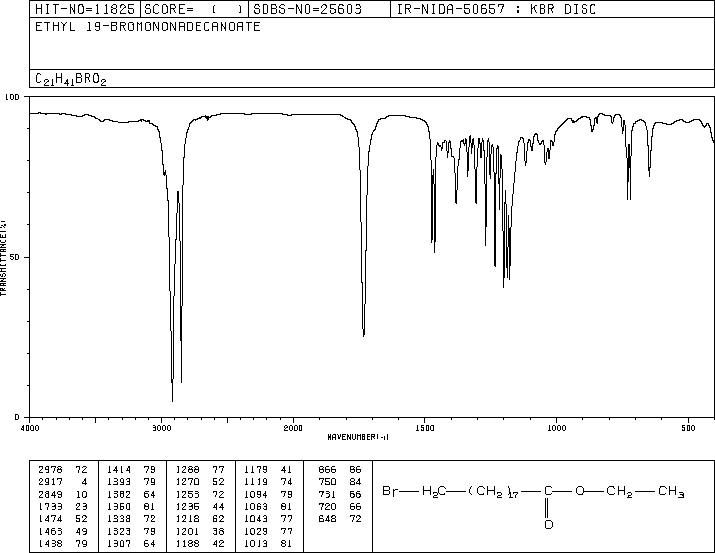 HIT-NO=11825 SCORE= ( ) SDBS-NO=25603 IR-NIDA-50657 : KBR DISC
ETHYL 19-BROMONONADECANOATE
C21H41BRO2
100
50
0
TRANSMITTANCE(%)
4000 3000 2000 1500 1000 500
WAVENUMBER(-1)
2978 72 1414 79 1288 77 1179 41 866 86
2917 4 1393 79 1270 52 1119 74 750 84
2849 10 1382 64 1253 72 1094 79 731 66
1733 23 1360 81 1236 44 1063 81 720 66
1474 52 1338 72 1218 62 1043 77 648 72
1463 49 1323 79 1201 38 1029 77
1438 79 1307 64 1188 42 1013 81
Br—H2C—(CH2)17—C—O—CH2—CH3
O